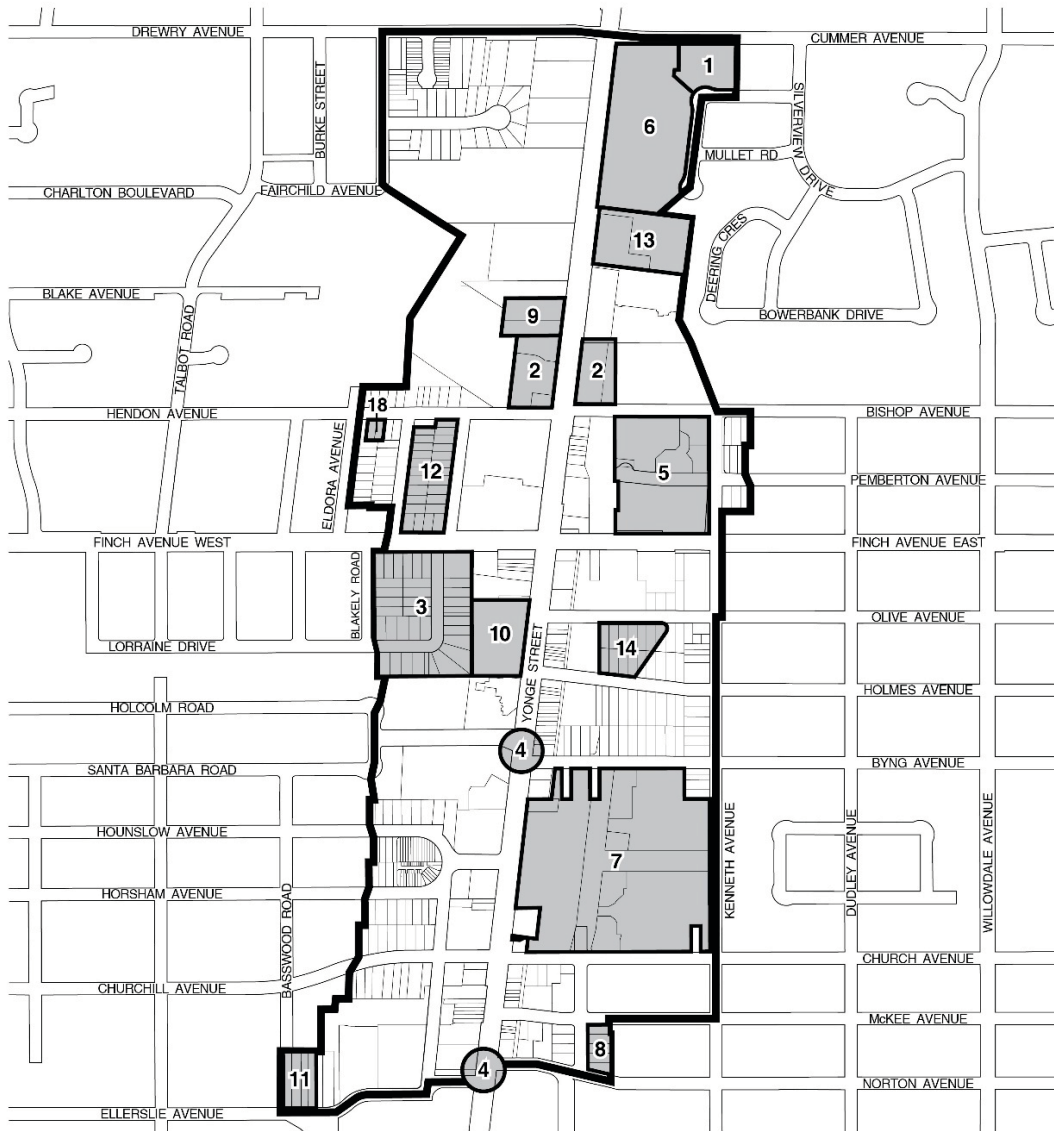 DREWRY AVENUE
CUMMER AVENUE
BURKE STREET
1
SILVERVIEW DRIVE
6
MULLET RD
CHARLTON BOULEVARD
FAIRCHILD AVENUE
13
DEERING CRES
BLAKE AVENUE
TALBOT ROAD
9
BOWERBANK DRIVE
2
2
HENDON AVENUE
18
BISHOP AVENUE
ELDORA AVENUE
12
5
PEMBERTON AVENUE
FINCH AVENUE WEST
FINCH AVENUE EAST
BLAKELY ROAD
3
10
14
OLIVE AVENUE
LORRAINE DRIVE
YONGE STREET
HOLMES AVENUE
HOLCOLM ROAD
4
SANTA BARBARA ROAD
BYNG AVENUE
HOUNSLOW AVENUE
7
KENNETH AVENUE
DUDLEY AVENUE
WILLOWDALE AVENUE
HORSHAM AVENUE
BASSWOOD ROAD
CHURCH AVENUE
CHURCHILL AVENUE
McKEE AVENUE
8
11
4
NORTON AVENUE
ELLERSLIE AVENUE